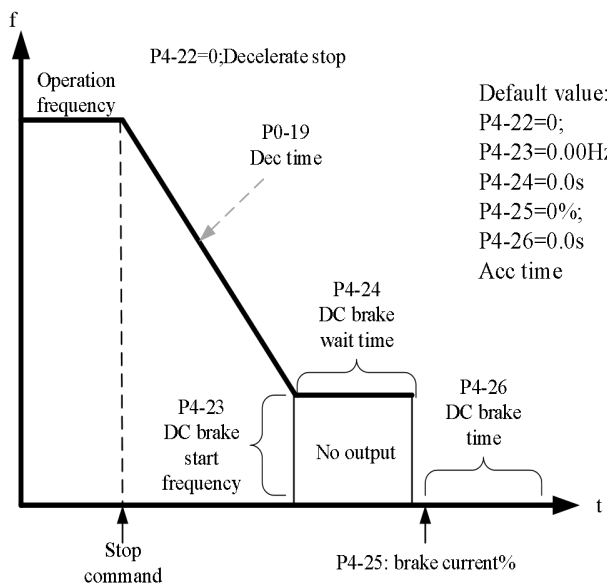 f
P4-22=0;Decelerate stop
Operation
frequency
Default value:
P4-22=0;
P4-23=0.00Hz
P4-24=0.0s
P4-25=0%;
P4-26=0.0s
Acc time
P0-19
Dec time
P4-24
DC brake
wait time
P4-26
DC brake
time
P4-23
DC brake
start
frequency
No output
t
Stop
command
P4-25: brake current%